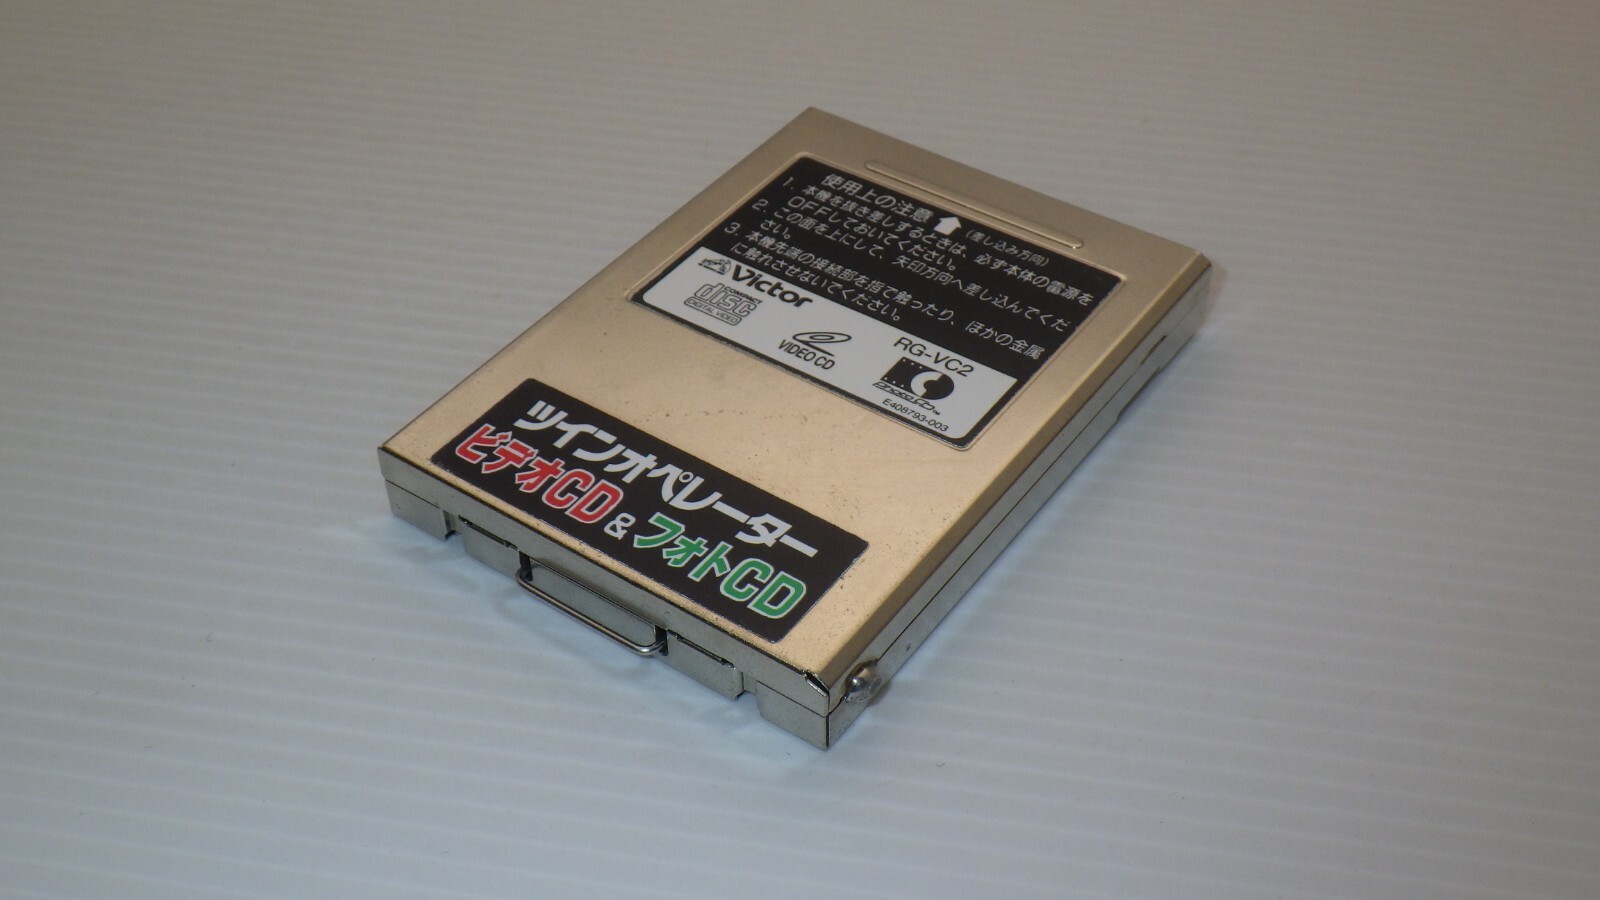 使用上の注意
(差し込み方向)
1. 本機を抜き差しするときは、必ず本体の電源を
OFFしておいてください。
2. この面を上にして、矢印方向へ差し込んでくだ
さい。
3. 本機先端の接続部を指で触ったり、ほかの金属
に触れさせないでください。
Victor
COMPACT
disc
DIGITAL VIDEO
VIDEO CD
RG-VC2
E408793-003
ツインオペレーター
ビデオCD & フォトCD